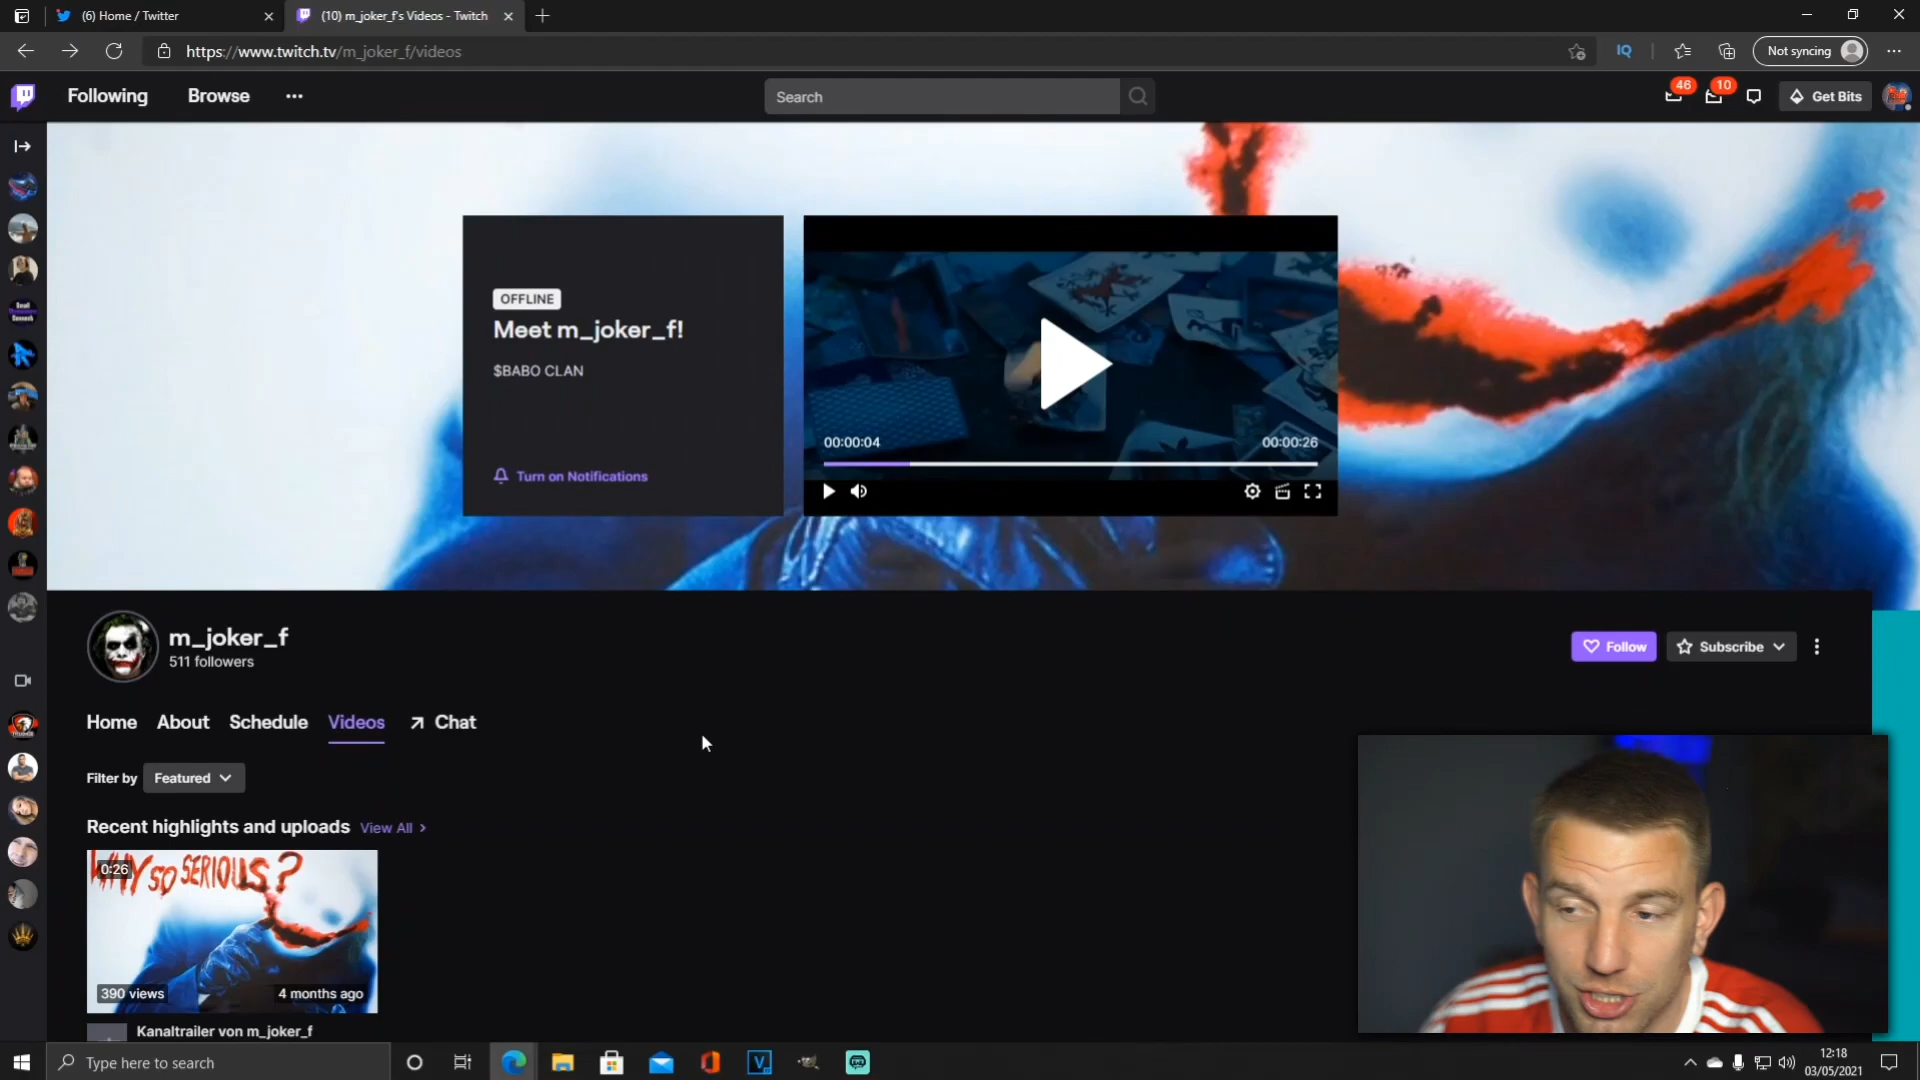 (6) Home / Twitter
(10) m_joker_f's Videos - Twitch
https://www.twitch.tv/m_joker_f/videos
IQ
Not syncing
Following
Browse
Search
46
10
Get Bits
OFFLINE
Meet m_joker_f!
$BABO CLAN
Turn on Notifications
00:00:04
00:00:26
m_joker_f
511 followers
Follow
Subscribe
Home
About
Schedule
Videos
Chat
Filter by
Featured
Recent highlights and uploads
View All
WHY SO SERIOUS?
0:26
390 views
4 months ago
Kanaltrailer von m_joker_f
Type here to search
12:18
03/05/2021